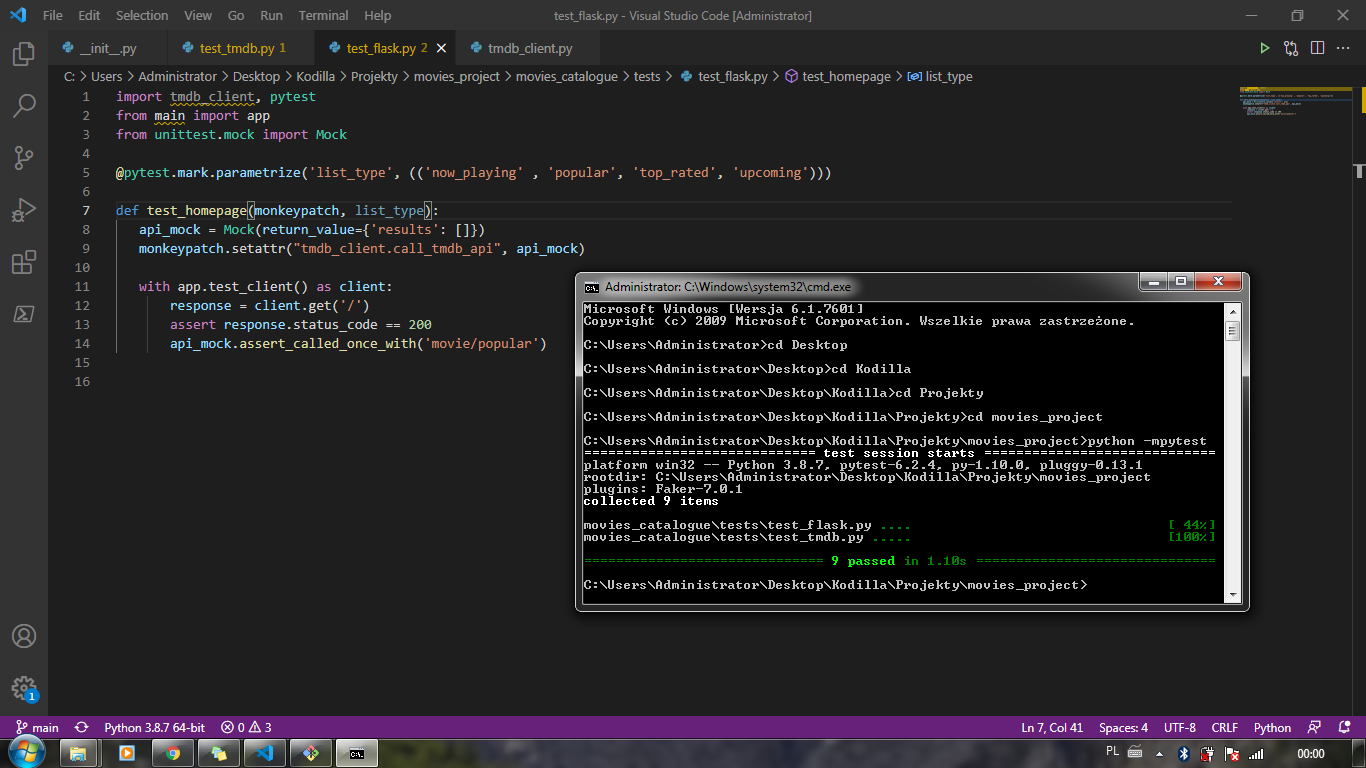 File Edit Selection View Go Run Terminal Help test_flask.py - Visual Studio Code [Administrator]
__init__.py test_tmdb.py 1 test_flask.py 2 tmdb_client.py
C: > Users > Administrator > Desktop > Kodilla > Projekty > movies_project > movies_catalogue > tests > test_flask.py > test_homepage > list_type
1 import tmdb_client, pytest
2 from main import app
3 from unittest.mock import Mock
4
5 @pytest.mark.parametrize('list_type', (('now_playing' , 'popular', 'top_rated', 'upcoming')))
6
7 def test_homepage(monkeypatch, list_type):
8 api_mock = Mock(return_value={'results': []})
9 monkeypatch.setattr("tmdb_client.call_tmdb_api", api_mock)
10
11 with app.test_client() as client:
12 response = client.get('/')
13 assert response.status_code == 200
14 api_mock.assert_called_once_with('movie/popular')
15
16
Administrator: C:\Windows\system32\cmd.exe
Microsoft Windows [Wersja 6.1.7601]
Copyright (c) 2009 Microsoft Corporation. Wszelkie prawa zastrzeżone.
C:\Users\Administrator>cd Desktop
C:\Users\Administrator\Desktop>cd Kodilla
C:\Users\Administrator\Desktop\Kodilla>cd Projekty
C:\Users\Administrator\Desktop\Kodilla\Projekty>cd movies_project
C:\Users\Administrator\Desktop\Kodilla\Projekty\movies_project>python -mpytest
============================= test session starts =============================
platform win32 -- Python 3.8.7, pytest-6.2.4, py-1.10.0, pluggy-0.13.1
rootdir: C:\Users\Administrator\Desktop\Kodilla\Projekty\movies_project
plugins: Faker-7.0.1
collected 9 items
movies_catalogue\tests\test_flask.py .... [ 44%]
movies_catalogue\tests\test_tmdb.py ..... [100%]
============================== 9 passed in 1.10s ==============================
C:\Users\Administrator\Desktop\Kodilla\Projekty\movies_project>
1
main Python 3.8.7 64-bit 0 3 Ln 7, Col 41 Spaces: 4 UTF-8 CRLF Python
C:\.
PL 00:00